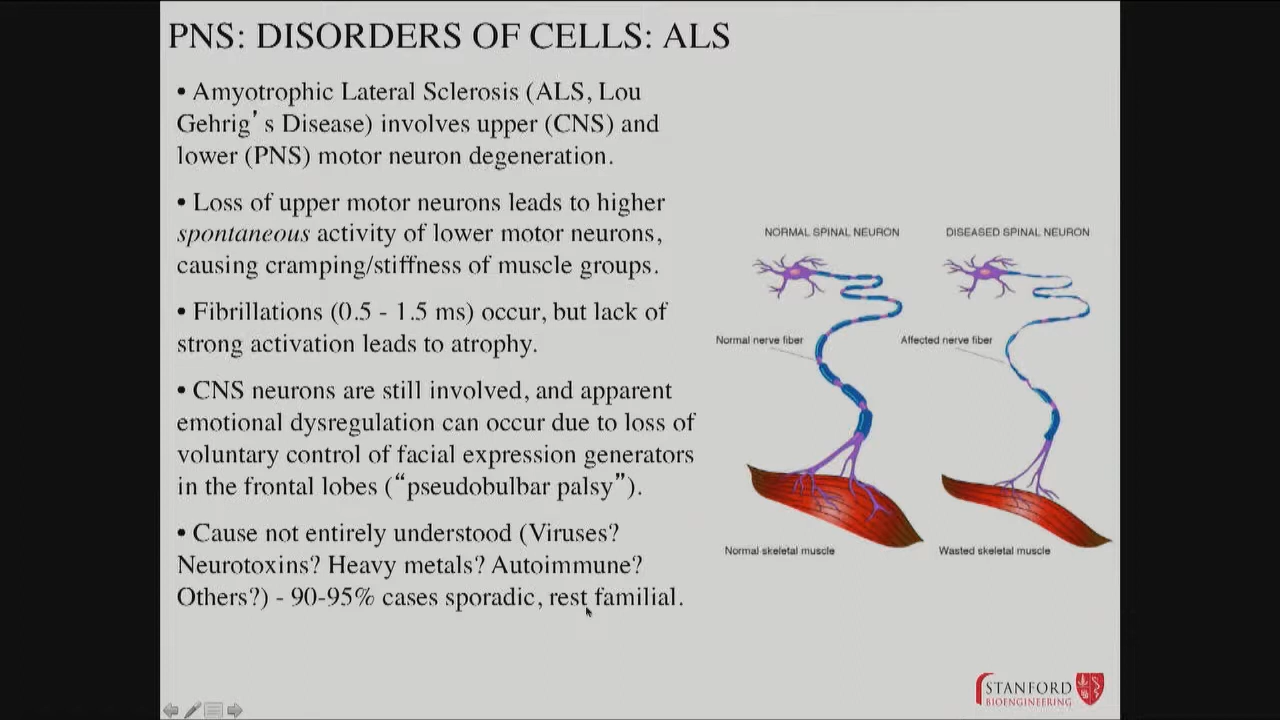 PNS: DISORDERS OF CELLS: ALS
• Amyotrophic Lateral Sclerosis (ALS, Lou
Gehrig’s Disease) involves upper (CNS) and
lower (PNS) motor neuron degeneration.
• Loss of upper motor neurons leads to higher
spontaneous activity of lower motor neurons,
causing cramping/stiffness of muscle groups.
• Fibrillations (0.5 - 1.5 ms) occur, but lack of
strong activation leads to atrophy.
• CNS neurons are still involved, and apparent
emotional dysregulation can occur due to loss of
voluntary control of facial expression generators
in the frontal lobes (“pseudobulbar palsy”).
• Cause not entirely understood (Viruses?
Neurotoxins? Heavy metals? Autoimmune?
Others?) - 90-95% cases sporadic, rest familial.
NORMAL SPINAL NEURON
DISEASED SPINAL NEURON
Normal nerve fiber
Affected nerve fiber
Normal skeletal muscle
Wasted skeletal muscle
STANFORD
BIOENGINEERING